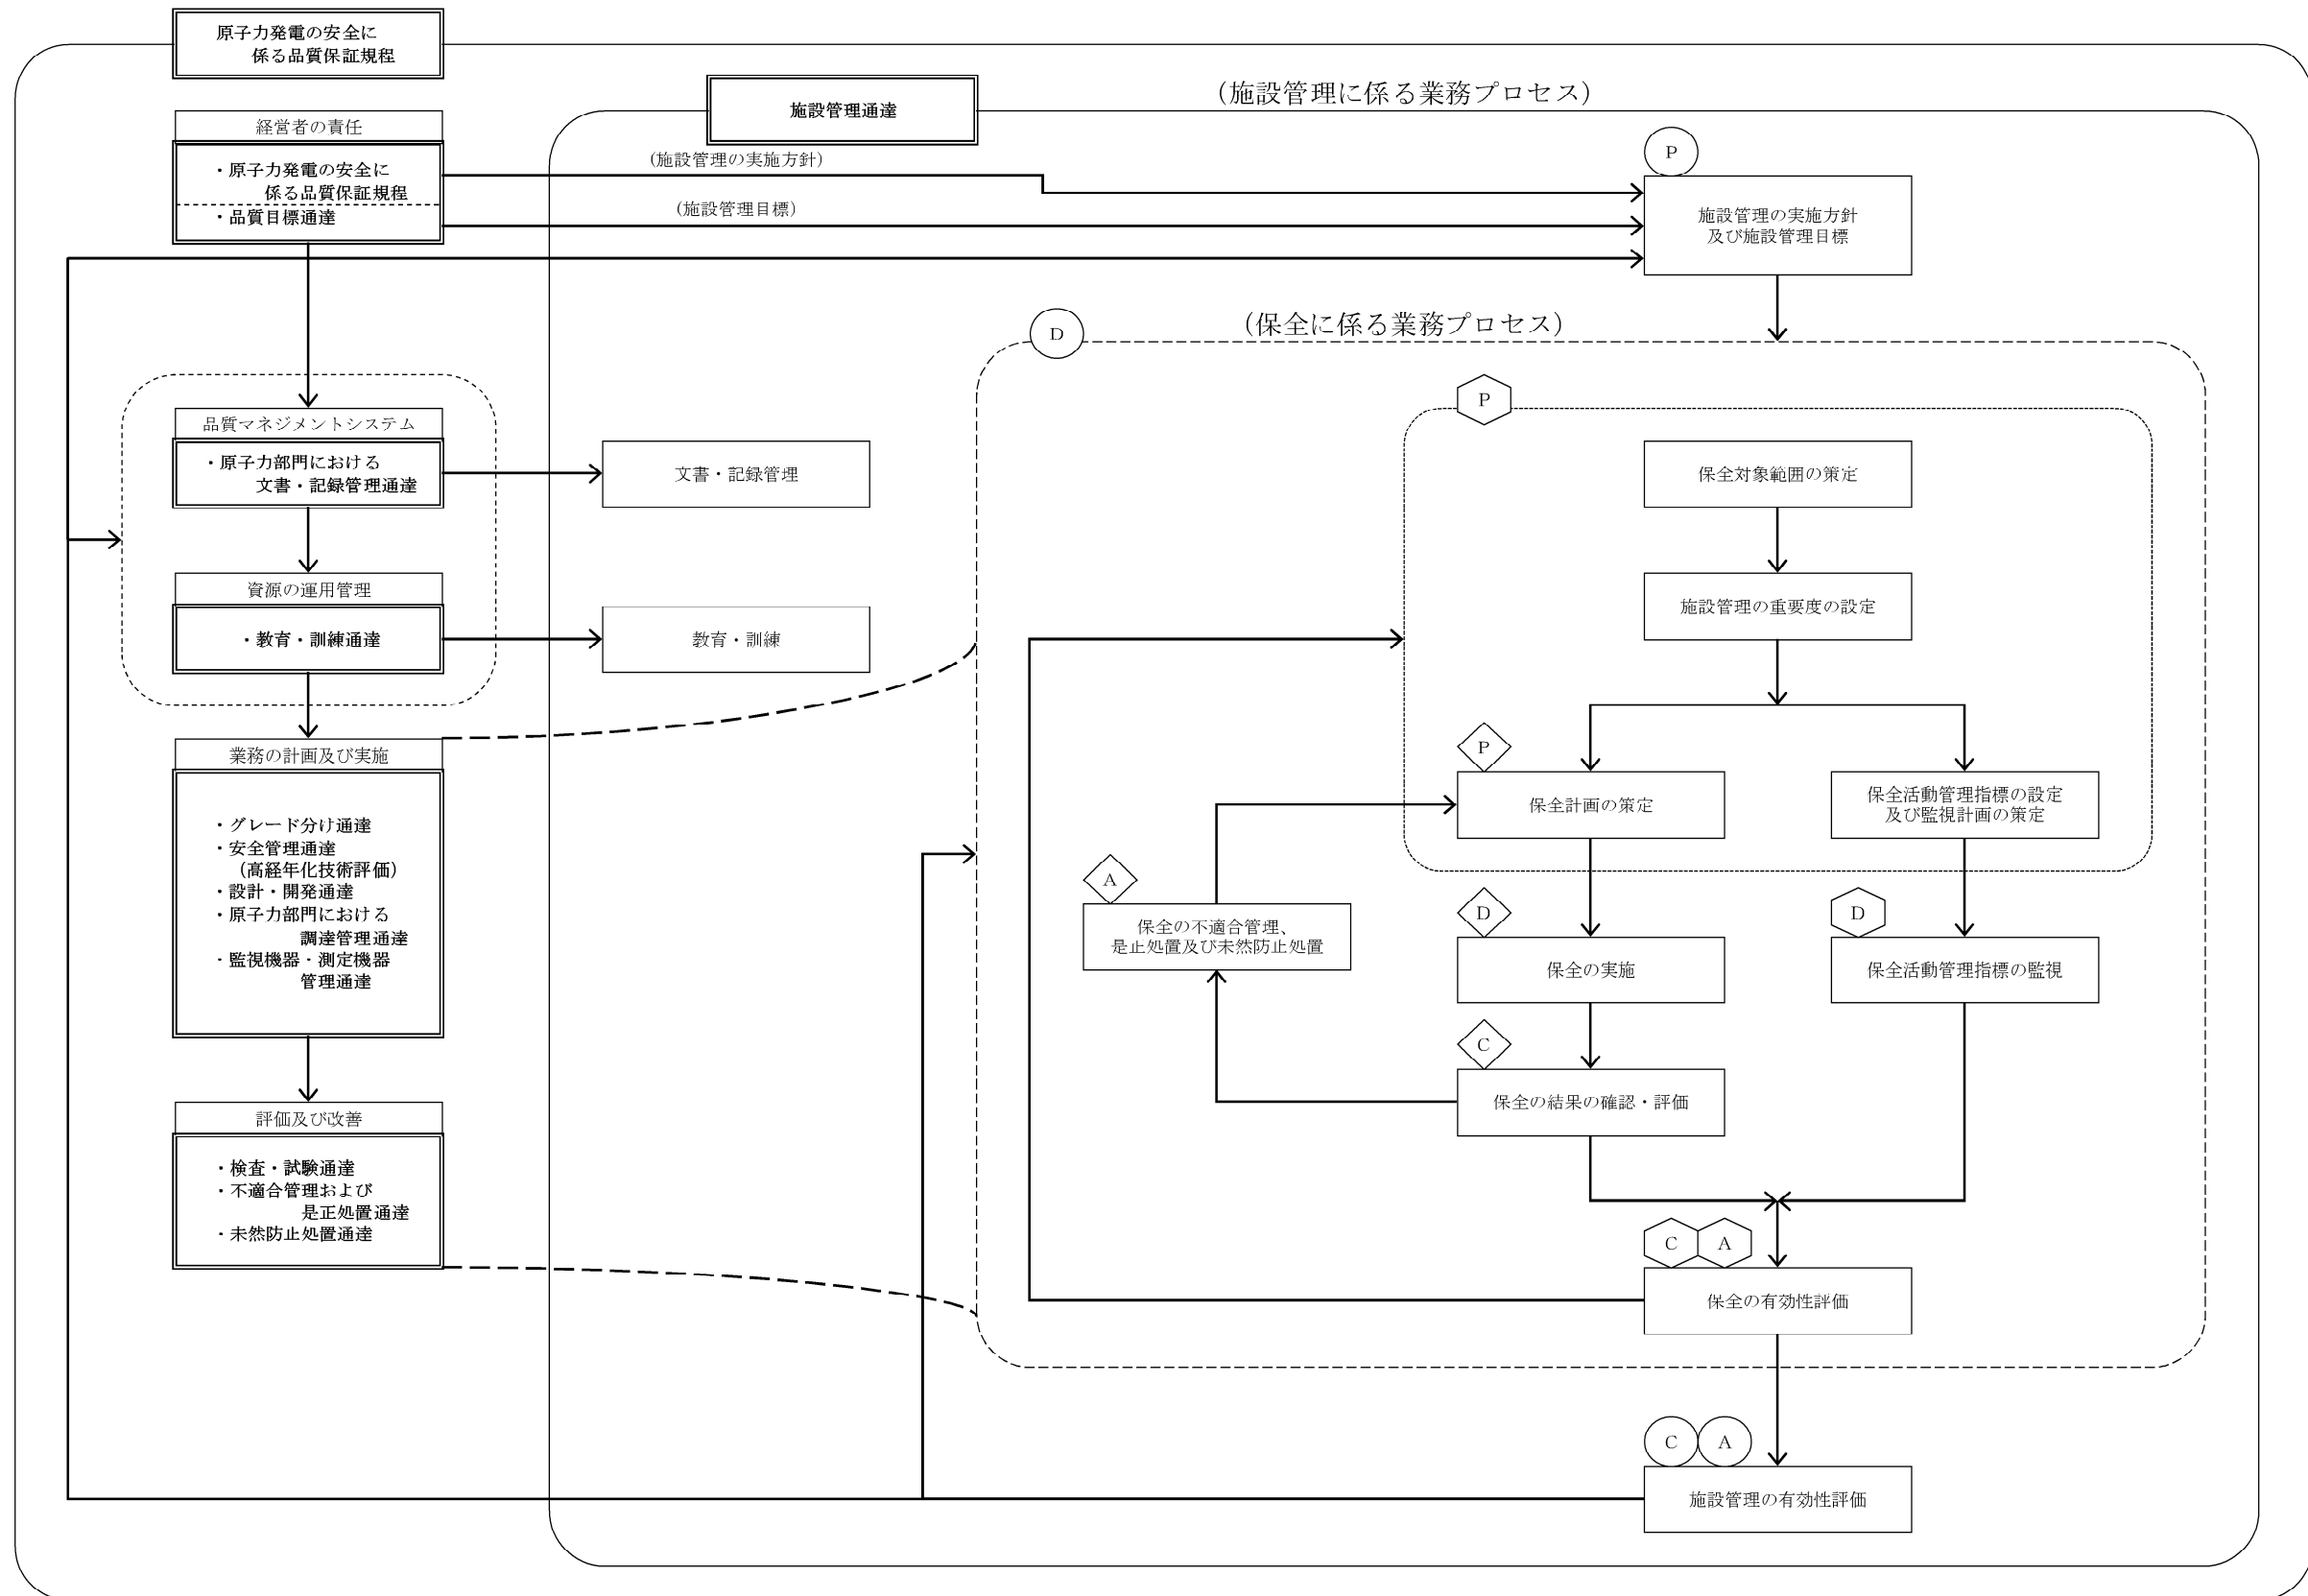 原子力発電の安全に
係る品質保証規程
(施設管理に係る業務プロセス)
施設管理通達
経営者の責任
・原子力発電の安全に
係る品質保証規程
・品質目標通達
(施設管理の実施方針)
(施設管理目標)
P
施設管理の実施方針
及び施設管理目標
D
(保全に係る業務プロセス)
品質マネジメントシステム
・原子力部門における
文書・記録管理通達
文書・記録管理
資源の運用管理
・教育・訓練通達
教育・訓練
業務の計画及び実施
・グレード分け通達
・安全管理通達
(高経年化技術評価)
・設計・開発通達
・原子力部門における
調達管理通達
・監視機器・測定機器
管理通達
評価及び改善
・検査・試験通達
・不適合管理および
是正処置通達
・未然防止処置通達
P
保全対象範囲の策定
施設管理の重要度の設定
P
保全計画の策定
保全活動管理指標の設定
及び監視計画の策定
A
保全の不適合管理、
是正処置及び未然防止処置
D
保全の実施
D
保全活動管理指標の監視
C
保全の結果の確認・評価
C A
保全の有効性評価
C A
施設管理の有効性評価